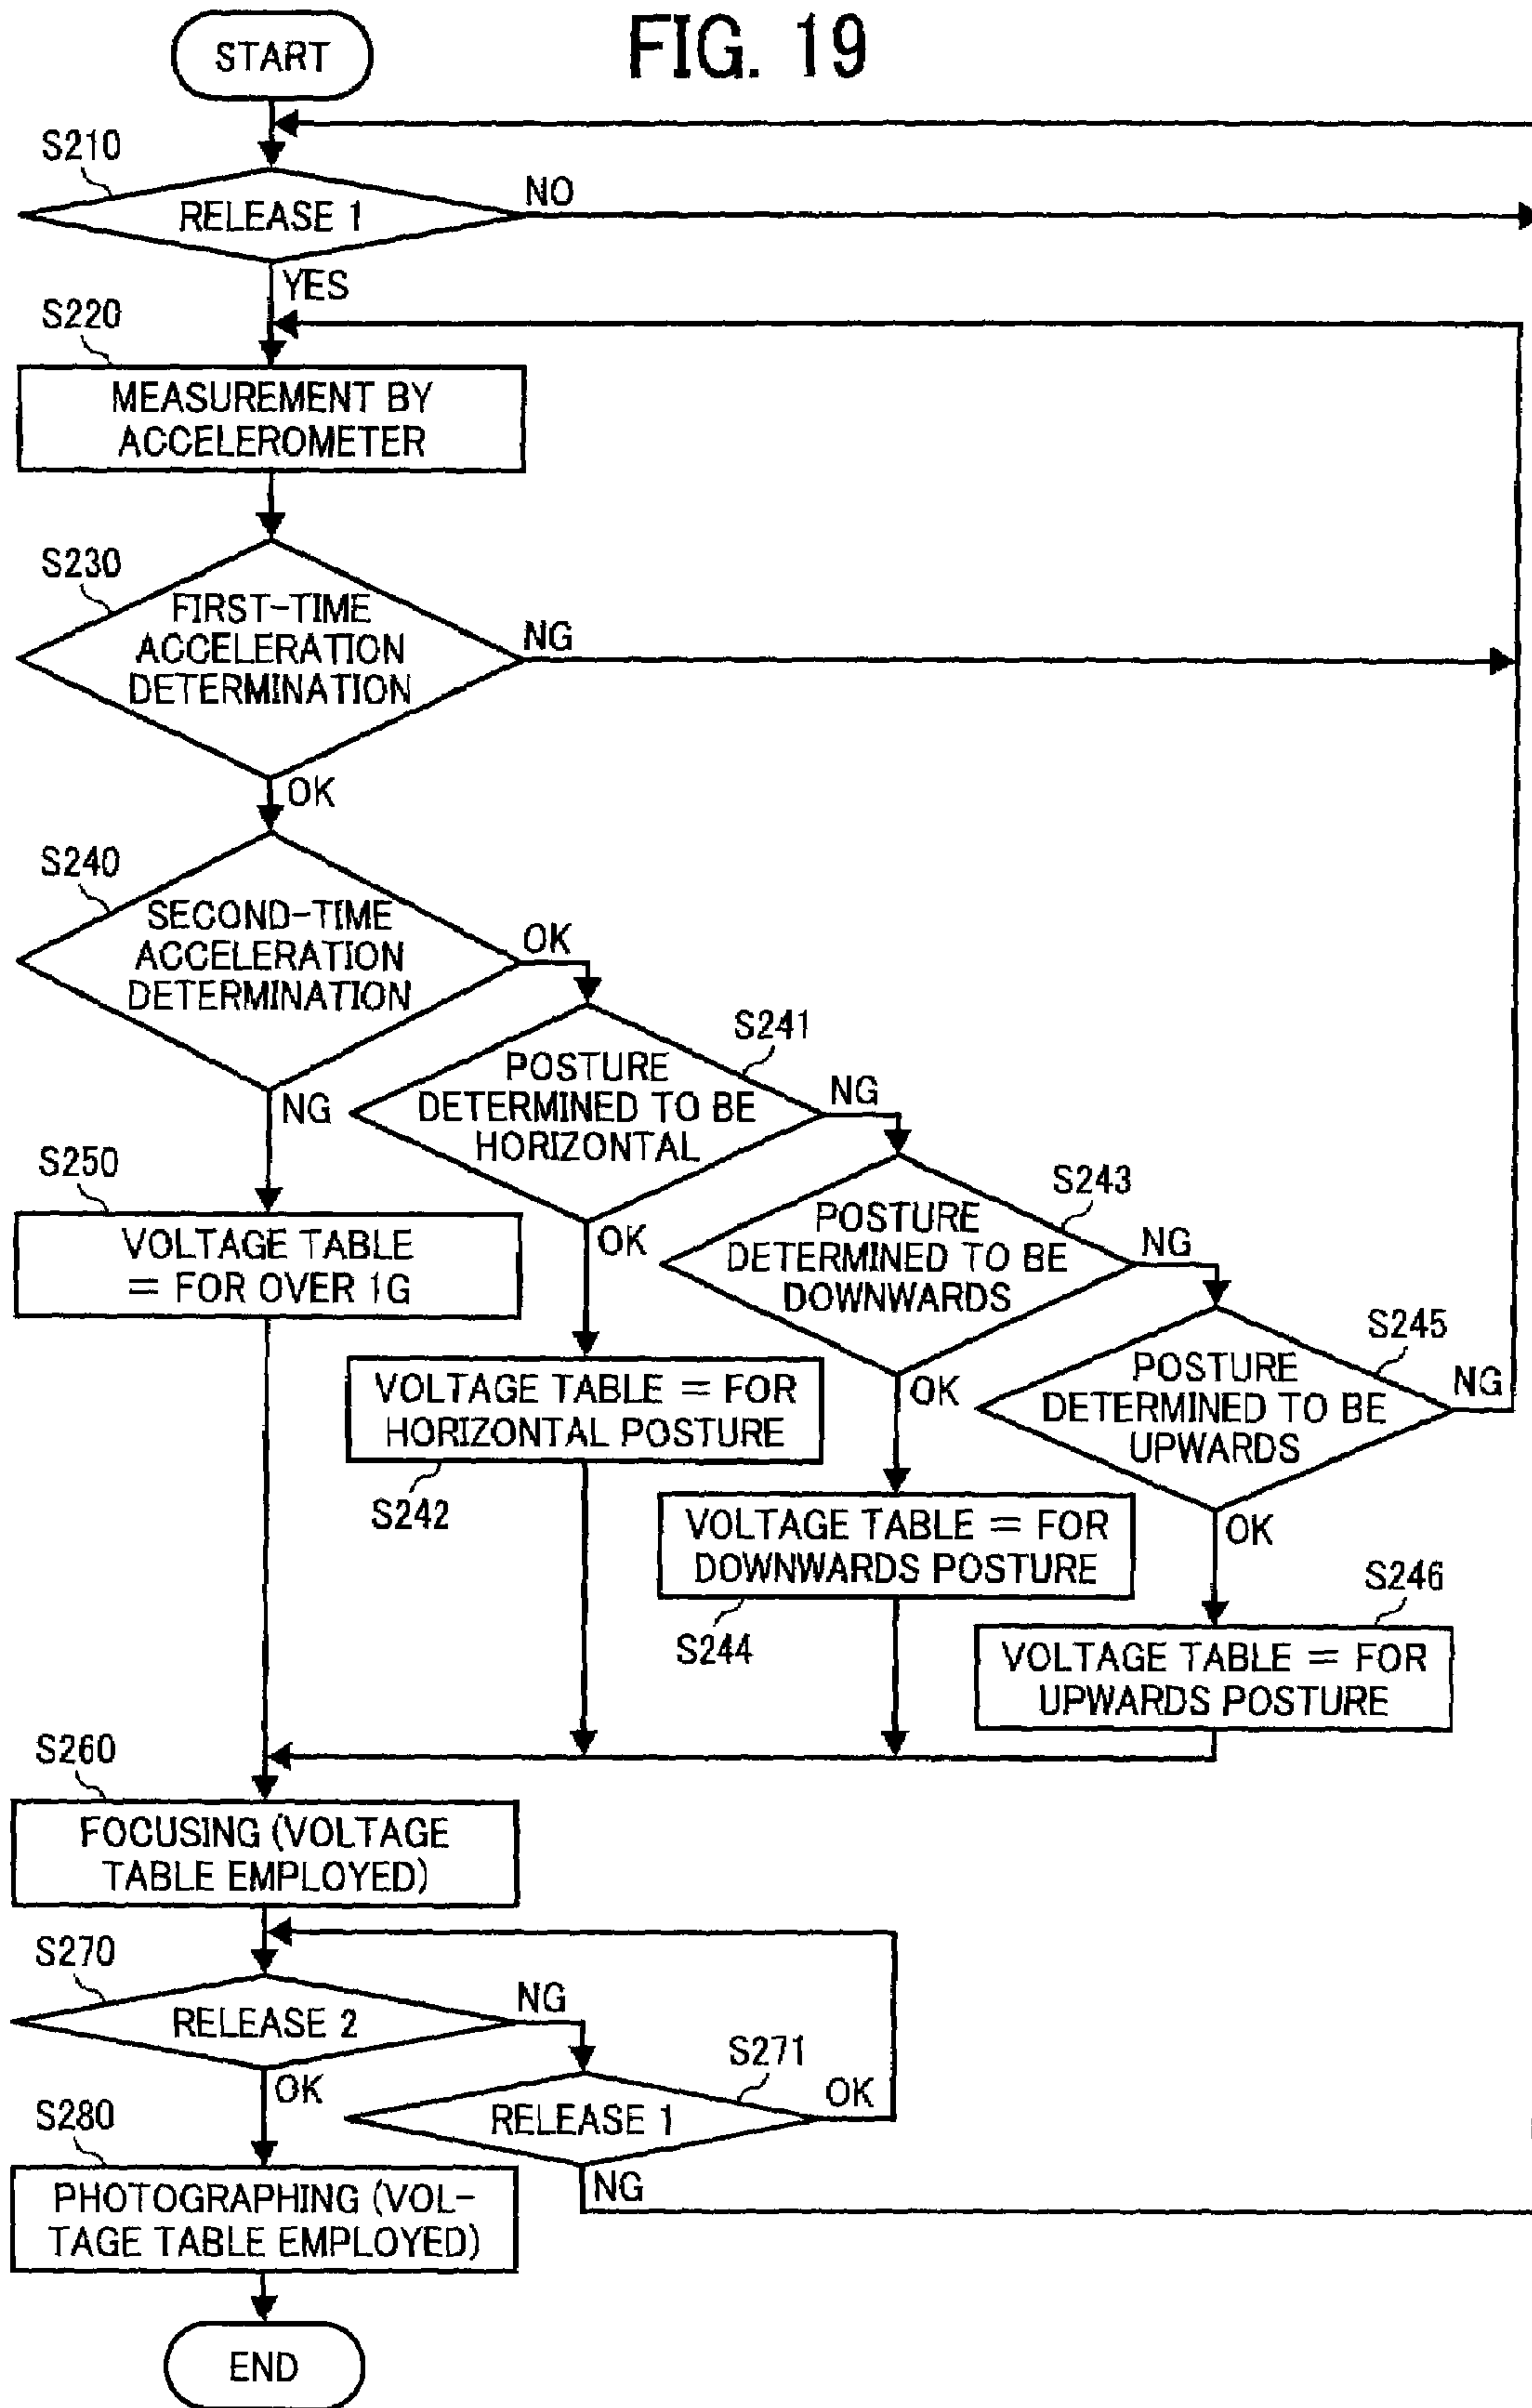 FIG. 19
START
S210
RELEASE 1
NO
YES
S220
MEASUREMENT BY
ACCELEROMETER
S230
FIRST-TIME
ACCELERATION
DETERMINATION
NG
OK
S240
SECOND-TIME
ACCELERATION
DETERMINATION
OK
NG
S241
POSTURE
DETERMINED TO BE
HORIZONTAL
NG
OK
S243
POSTURE
DETERMINED TO BE
DOWNWARDS
NG
OK
S245
POSTURE
DETERMINED TO BE
UPWARDS
NG
OK
S250
VOLTAGE TABLE
= FOR OVER 1G
VOLTAGE TABLE = FOR
HORIZONTAL POSTURE
S242
VOLTAGE TABLE = FOR
DOWNWARDS POSTURE
S244
S246
VOLTAGE TABLE = FOR
UPWARDS POSTURE
S260
FOCUSING (VOLTAGE
TABLE EMPLOYED)
S270
RELEASE 2
NG
OK
S271
RELEASE 1
OK
NG
S280
PHOTOGRAPHING (VOL-
TAGE TABLE EMPLOYED)
END